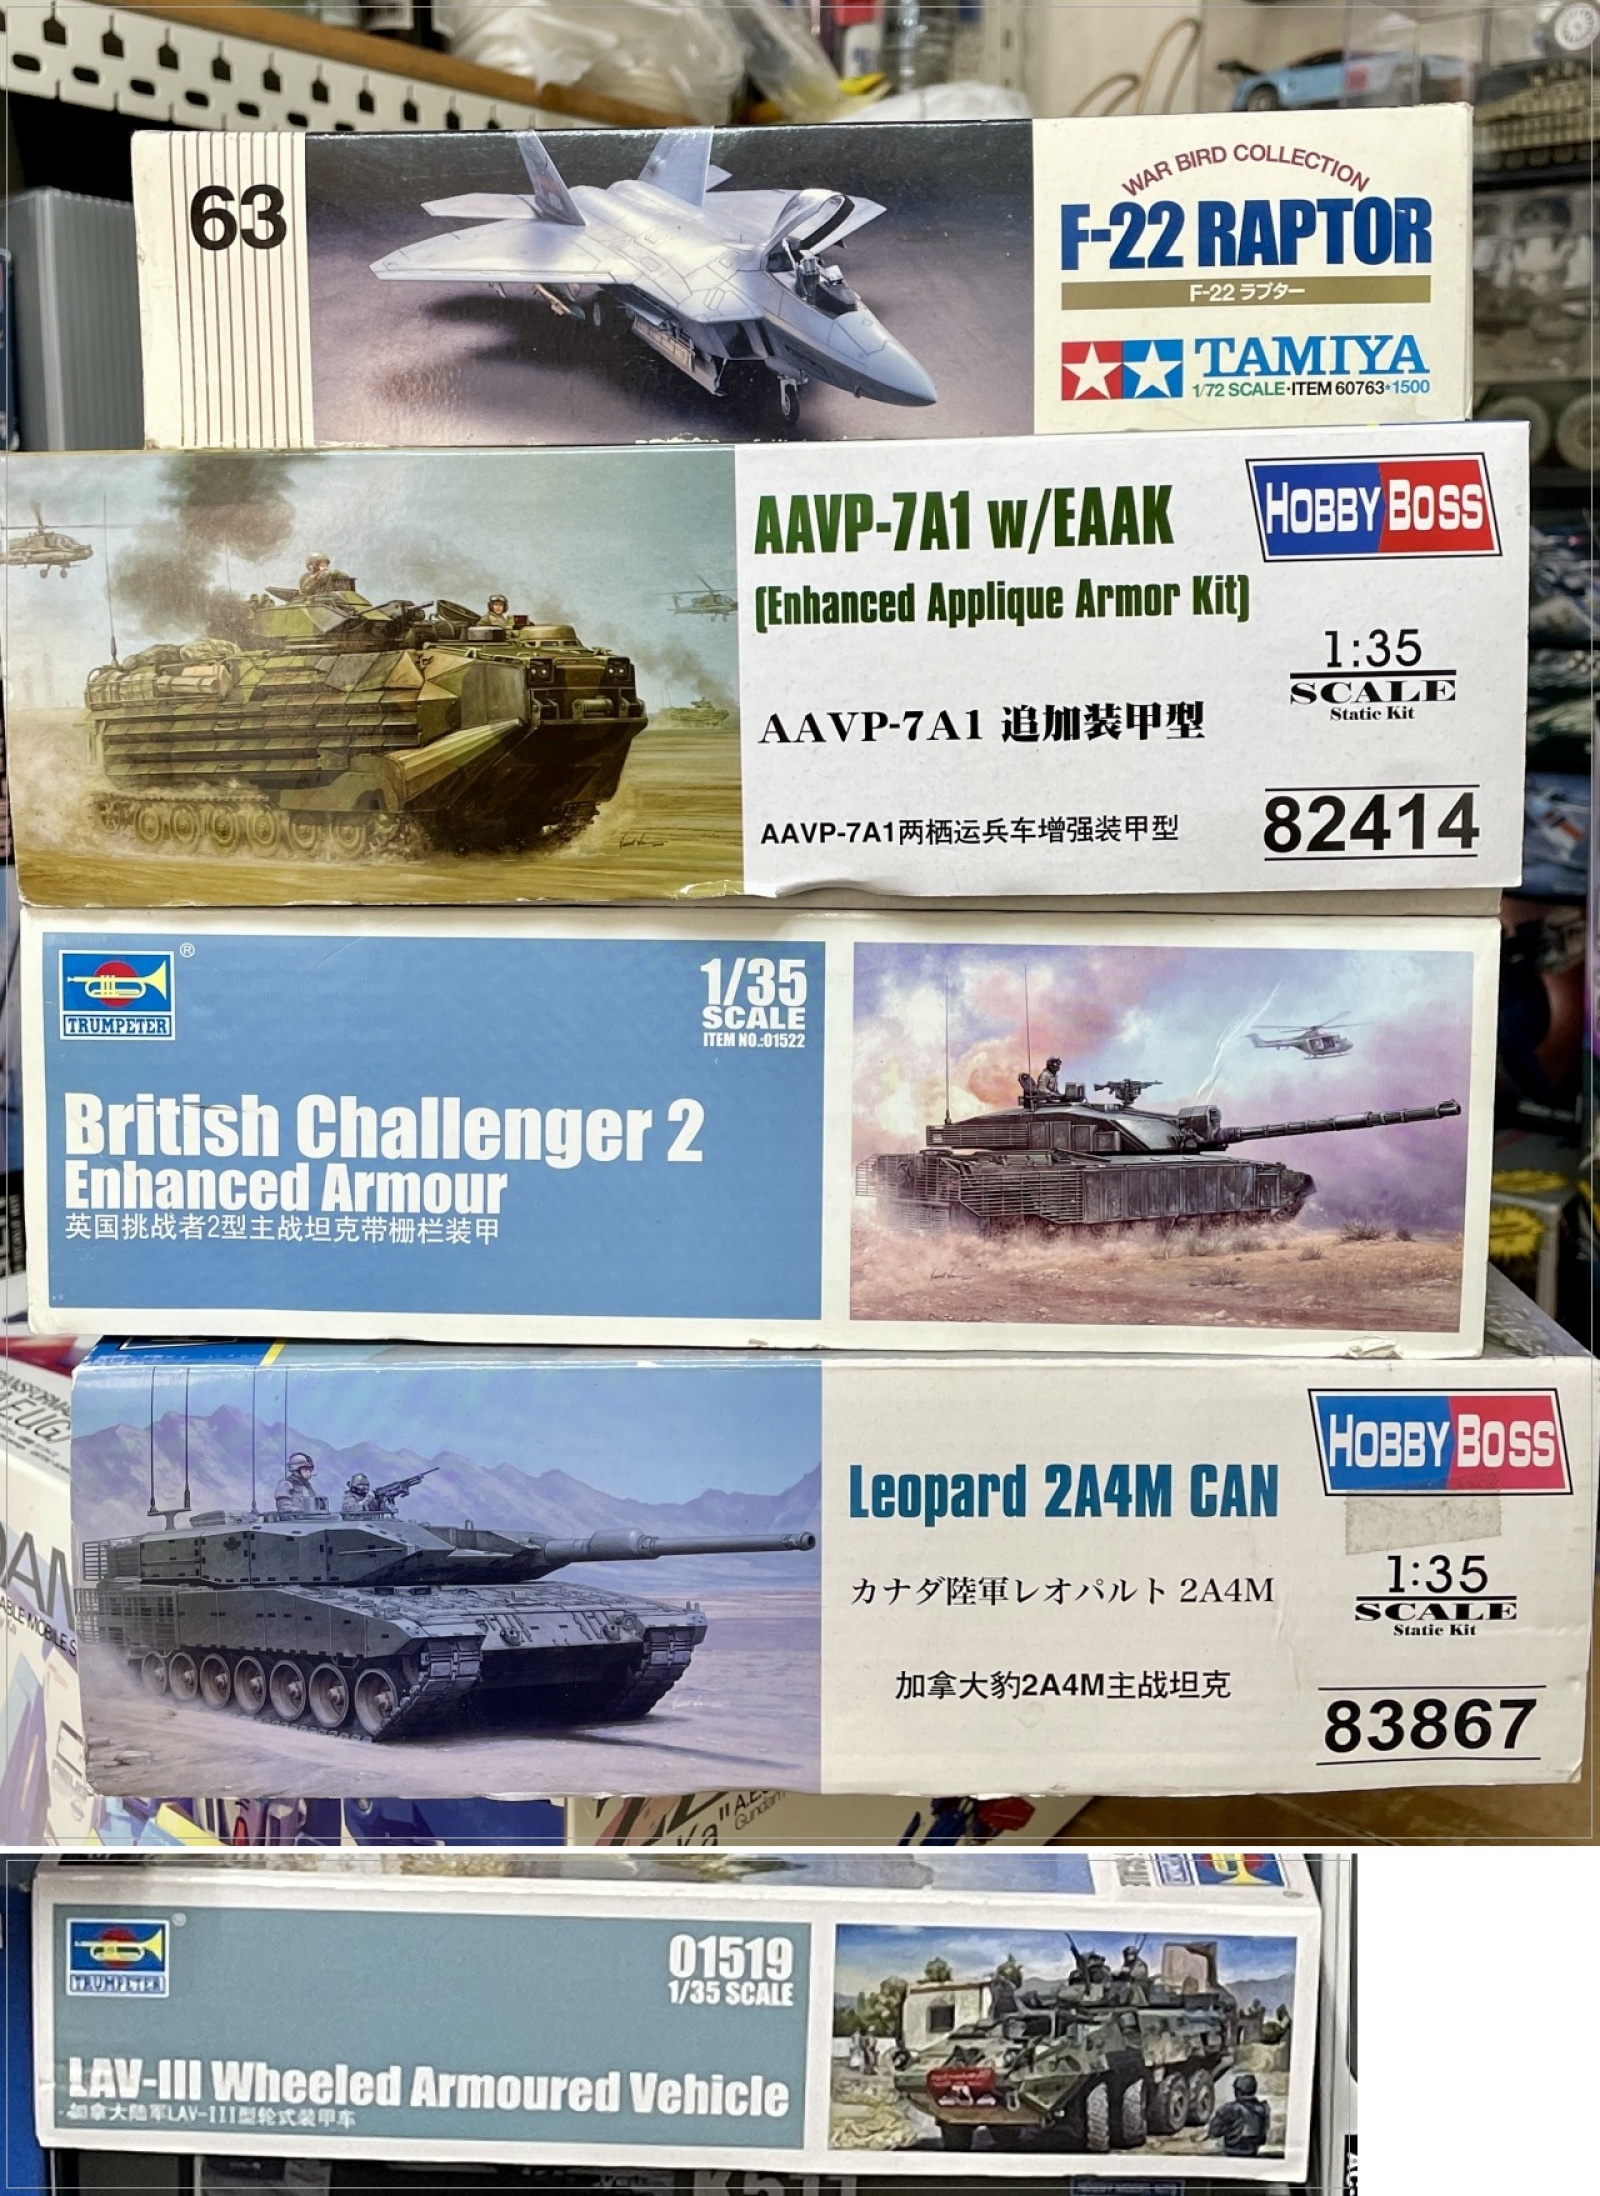 63
WAR BIRD COLLECTION
F-22 RAPTOR
F-22 ラプター
TAMIYA
1/72 SCALE・ITEM 60763★1500
AAVP-7A1 w/EAAK
(Enhanced Applique Armor Kit)
AAVP-7A1 追加装甲型
AAVP-7A1两栖运兵车增强装甲型
HOBBY BOSS
1:35
SCALE
Static Kit
82414
TRUMPETER
®
1/35
SCALE
ITEM NO.:01522
British Challenger 2
Enhanced Armour
英国挑战者2型主战坦克带栅栏装甲
Leopard 2A4M CAN
カナダ陸軍レオパルト 2A4M
加拿大豹2A4M主战坦克
HOBBY BOSS
1:35
SCALE
Static Kit
83867
Ka"
Gundam
TRUMPETER
®
01519
1/35 SCALE
LAV-III Wheeled Armoured Vehicle
加拿大陆军LAV-III型轮式装甲车